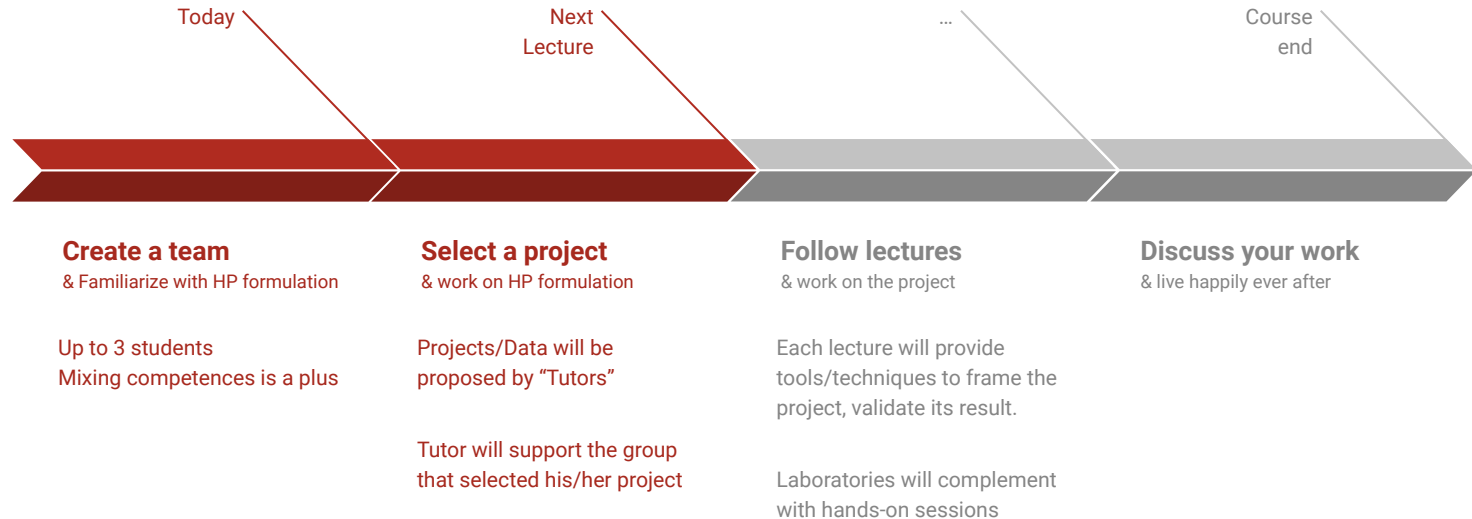 Today
Next
Lecture
...
Course
end
Create a team
& Familiarize with HP formulation
Up to 3 students
Mixing competences is a plus
Select a project
& work on HP formulation
Projects/Data will be
proposed by “Tutors”
Tutor will support the group
that selected his/her project
Follow lectures
& work on the project
Each lecture will provide
tools/techniques to frame the
project, validate its result.
Laboratories will complement
with hands-on sessions
Discuss your work
& live happily ever after